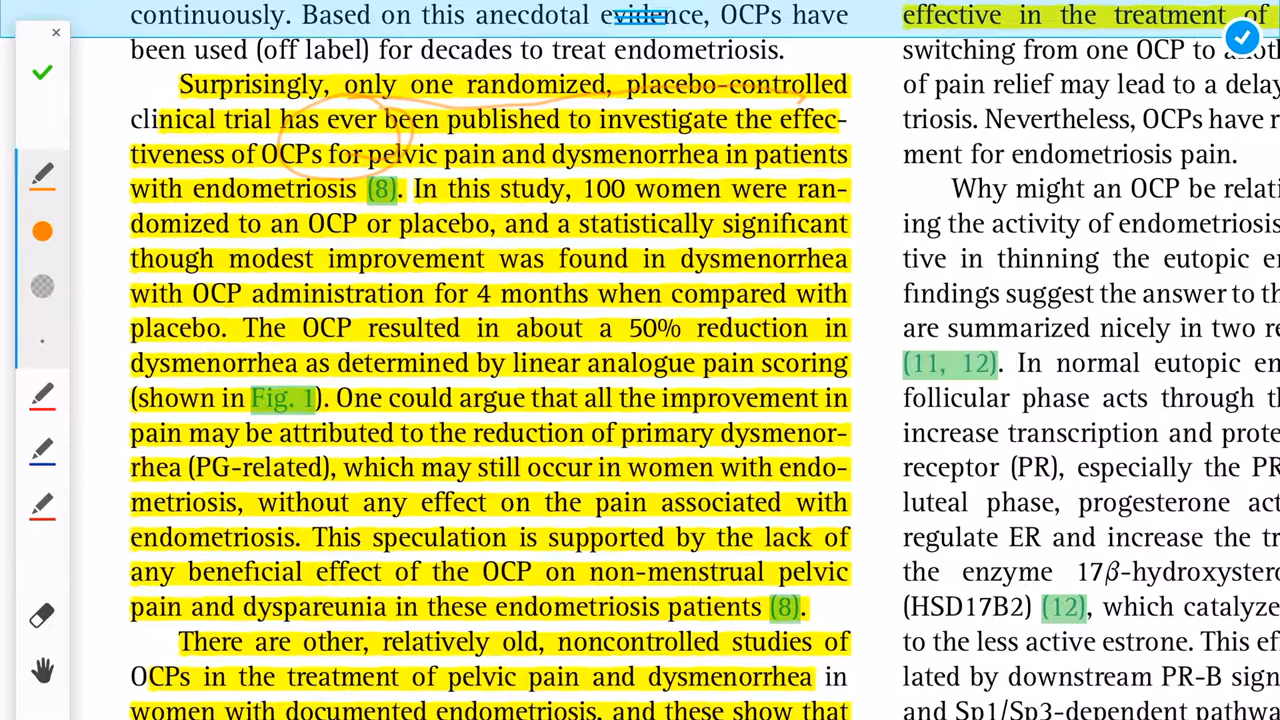 continuously. Based on this anecdotal evidence, OCPs have
been used (off label) for decades to treat endometriosis.
Surprisingly, only one randomized, placebo-controlled
clinical trial has ever been published to investigate the effec-
tiveness of OCPs for pelvic pain and dysmenorrhea in patients
with endometriosis (8). In this study, 100 women were ran-
domized to an OCP or placebo, and a statistically significant
though modest improvement was found in dysmenorrhea
with OCP administration for 4 months when compared with
placebo. The OCP resulted in about a 50% reduction in
dysmenorrhea as determined by linear analogue pain scoring
(shown in Fig. 1). One could argue that all the improvement in
pain may be attributed to the reduction of primary dysmenor-
rhea (PG-related), which may still occur in women with endo-
metriosis, without any effect on the pain associated with
endometriosis. This speculation is supported by the lack of
any beneficial effect of the OCP on non-menstrual pelvic
pain and dyspareunia in these endometriosis patients (8).
There are other, relatively old, noncontrolled studies of
OCPs in the treatment of pelvic pain and dysmenorrhea in
women with documented endometriosis, and these show that
effective in the treatment of
switching from one OCP to
of pain relief may lead to a delay
triosis. Nevertheless, OCPs have r
ment for endometriosis pain.
Why might an OCP be relati
ing the activity of endometriosis
tive in thinning the eutopic e
findings suggest the answer to th
are summarized nicely in two re
(11, 12). In normal eutopic en
follicular phase acts through th
increase transcription and prote
receptor (PR), especially the PR
luteal phase, progesterone act
regulate ER and increase the tr
the enzyme 17β-hydroxystero
(HSD17B2) (12), which catalyze
to the less active estrone. This ef
lated by downstream PR-B sign
and Sp1/Sp3-dependent pathwa